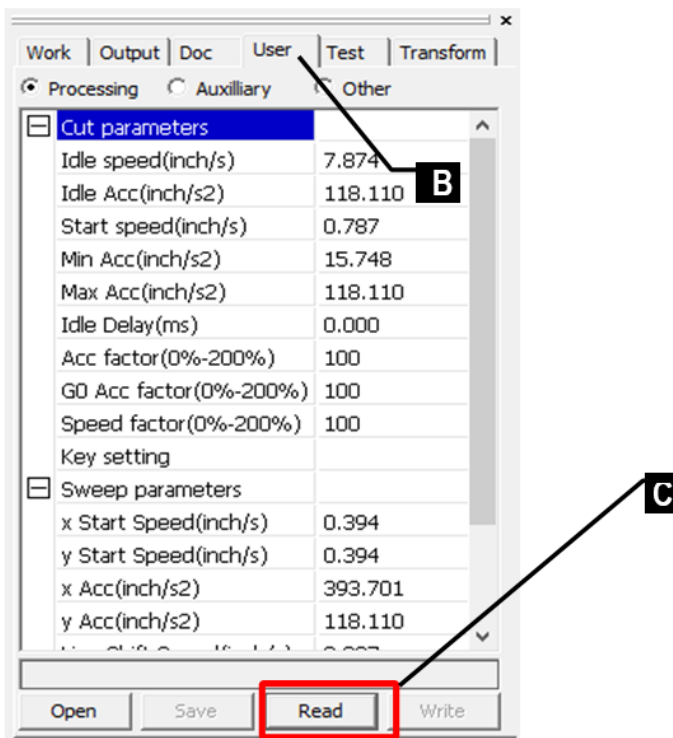 ×
Work Output Doc User Test Transform
Processing Auxilliary Other
Cut parameters
Idle speed(inch/s) 7.874
B
Idle Acc(inch/s2) 118.110
Start speed(inch/s) 0.787
Min Acc(inch/s2) 15.748
Max Acc(inch/s2) 118.110
Idle Delay(ms) 0.000
Acc factor(0%-200%) 100
G0 Acc factor(0%-200%) 100
Speed factor(0%-200%) 100
Key setting
Sweep parameters
C
x Start Speed(inch/s) 0.394
y Start Speed(inch/s) 0.394
x Acc(inch/s2) 393.701
y Acc(inch/s2) 118.110
Open Save Read Write